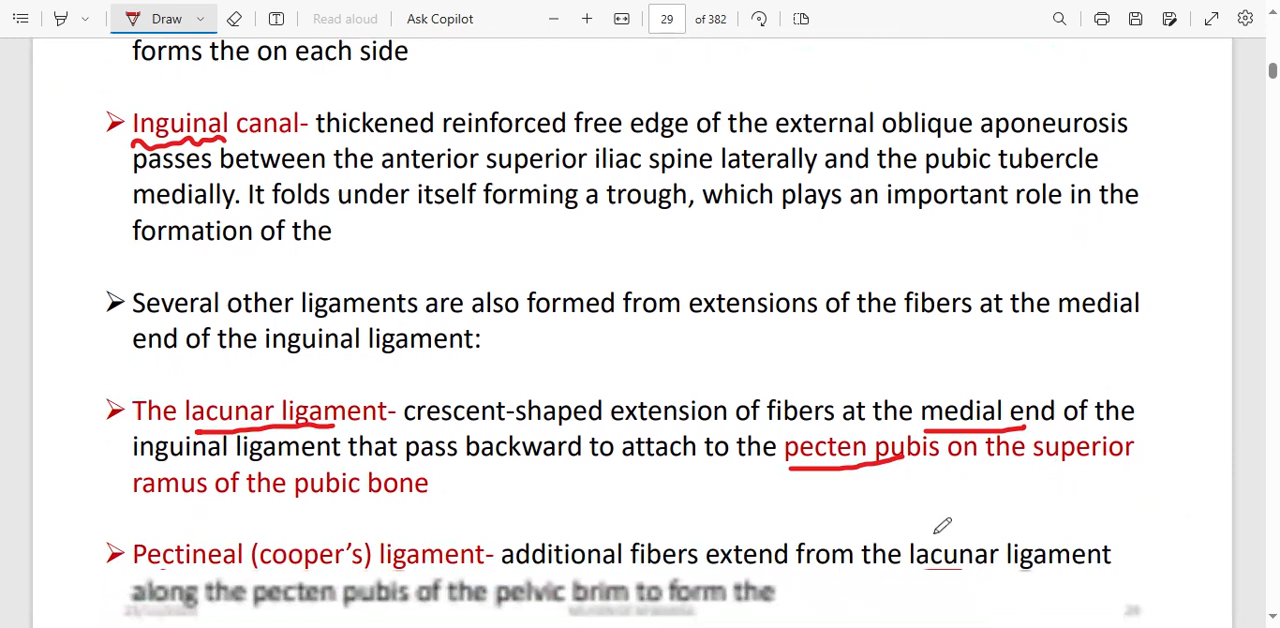 Draw
Read aloud
Ask Copilot
29
of 382
forms the on each side
➢ Inguinal canal- thickened reinforced free edge of the external oblique aponeurosis
passes between the anterior superior iliac spine laterally and the pubic tubercle
medially. It folds under itself forming a trough, which plays an important role in the
formation of the
➢ Several other ligaments are also formed from extensions of the fibers at the medial
end of the inguinal ligament:
➢ The lacunar ligament- crescent-shaped extension of fibers at the medial end of the
inguinal ligament that pass backward to attach to the pecten pubis on the superior
ramus of the pubic bone
➢ Pectineal (cooper's) ligament- additional fibers extend from the lacunar ligament
along the pecten pubis of the pelvic brim to form the
29